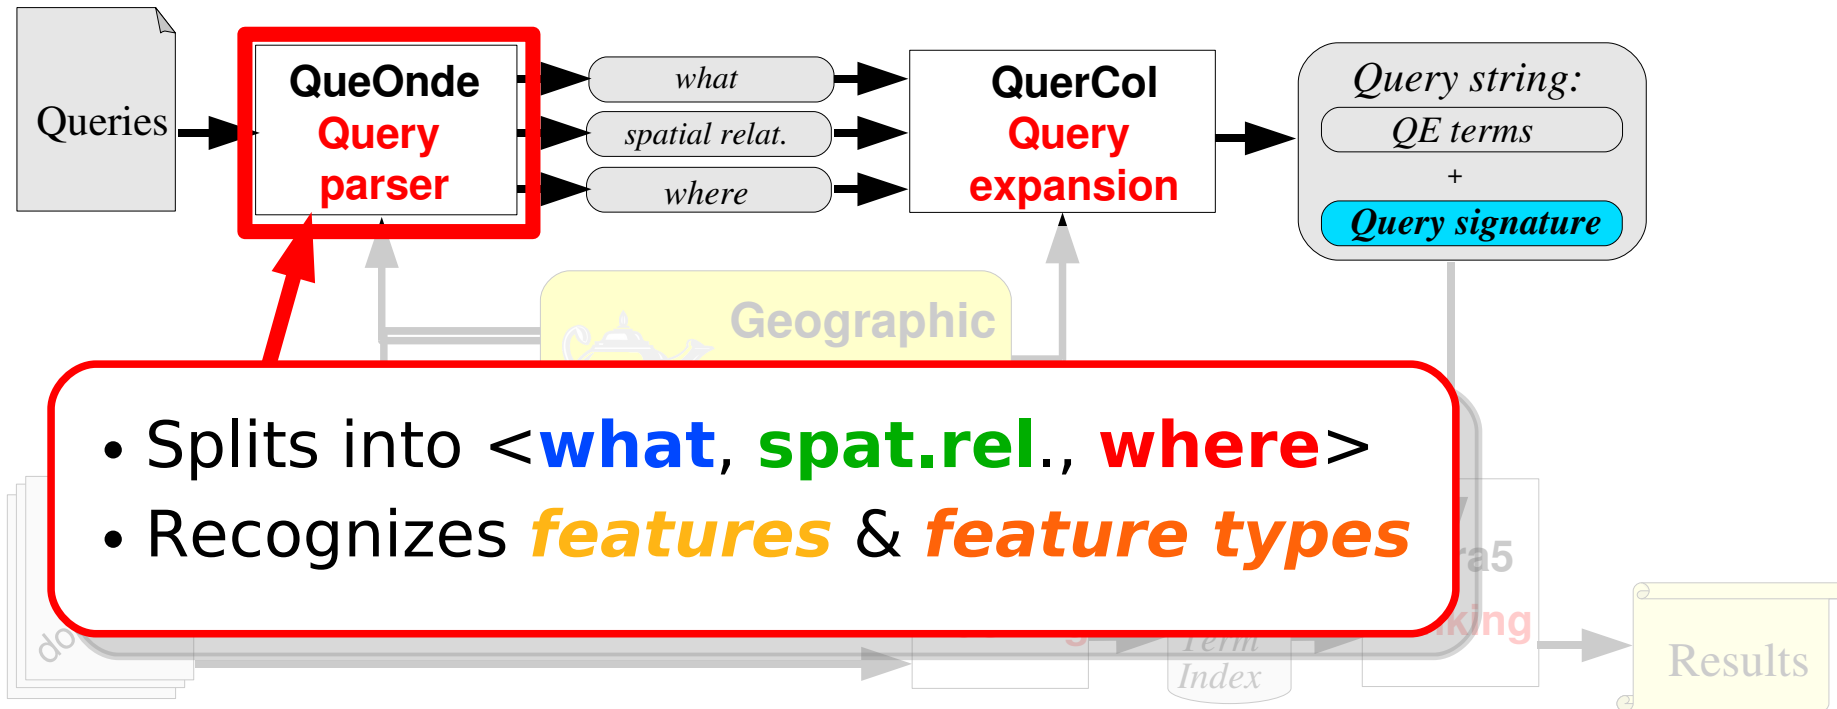 Queries
QueOnde
Query
parser
what
spatial relat.
where
QuerCol
Query
expansion
Query string:
QE terms
+
Query signature
Geographic
• Splits into <what, spat.rel., where>
• Recognizes features & feature types
Term
Index
Results